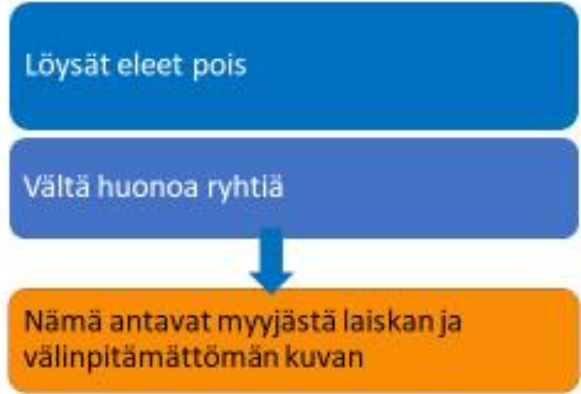 Löysät eleet pois
Vältä huonoa ryhtiä
Nämä antavat myyjästä laiskan ja
välinpitämättömän kuvan